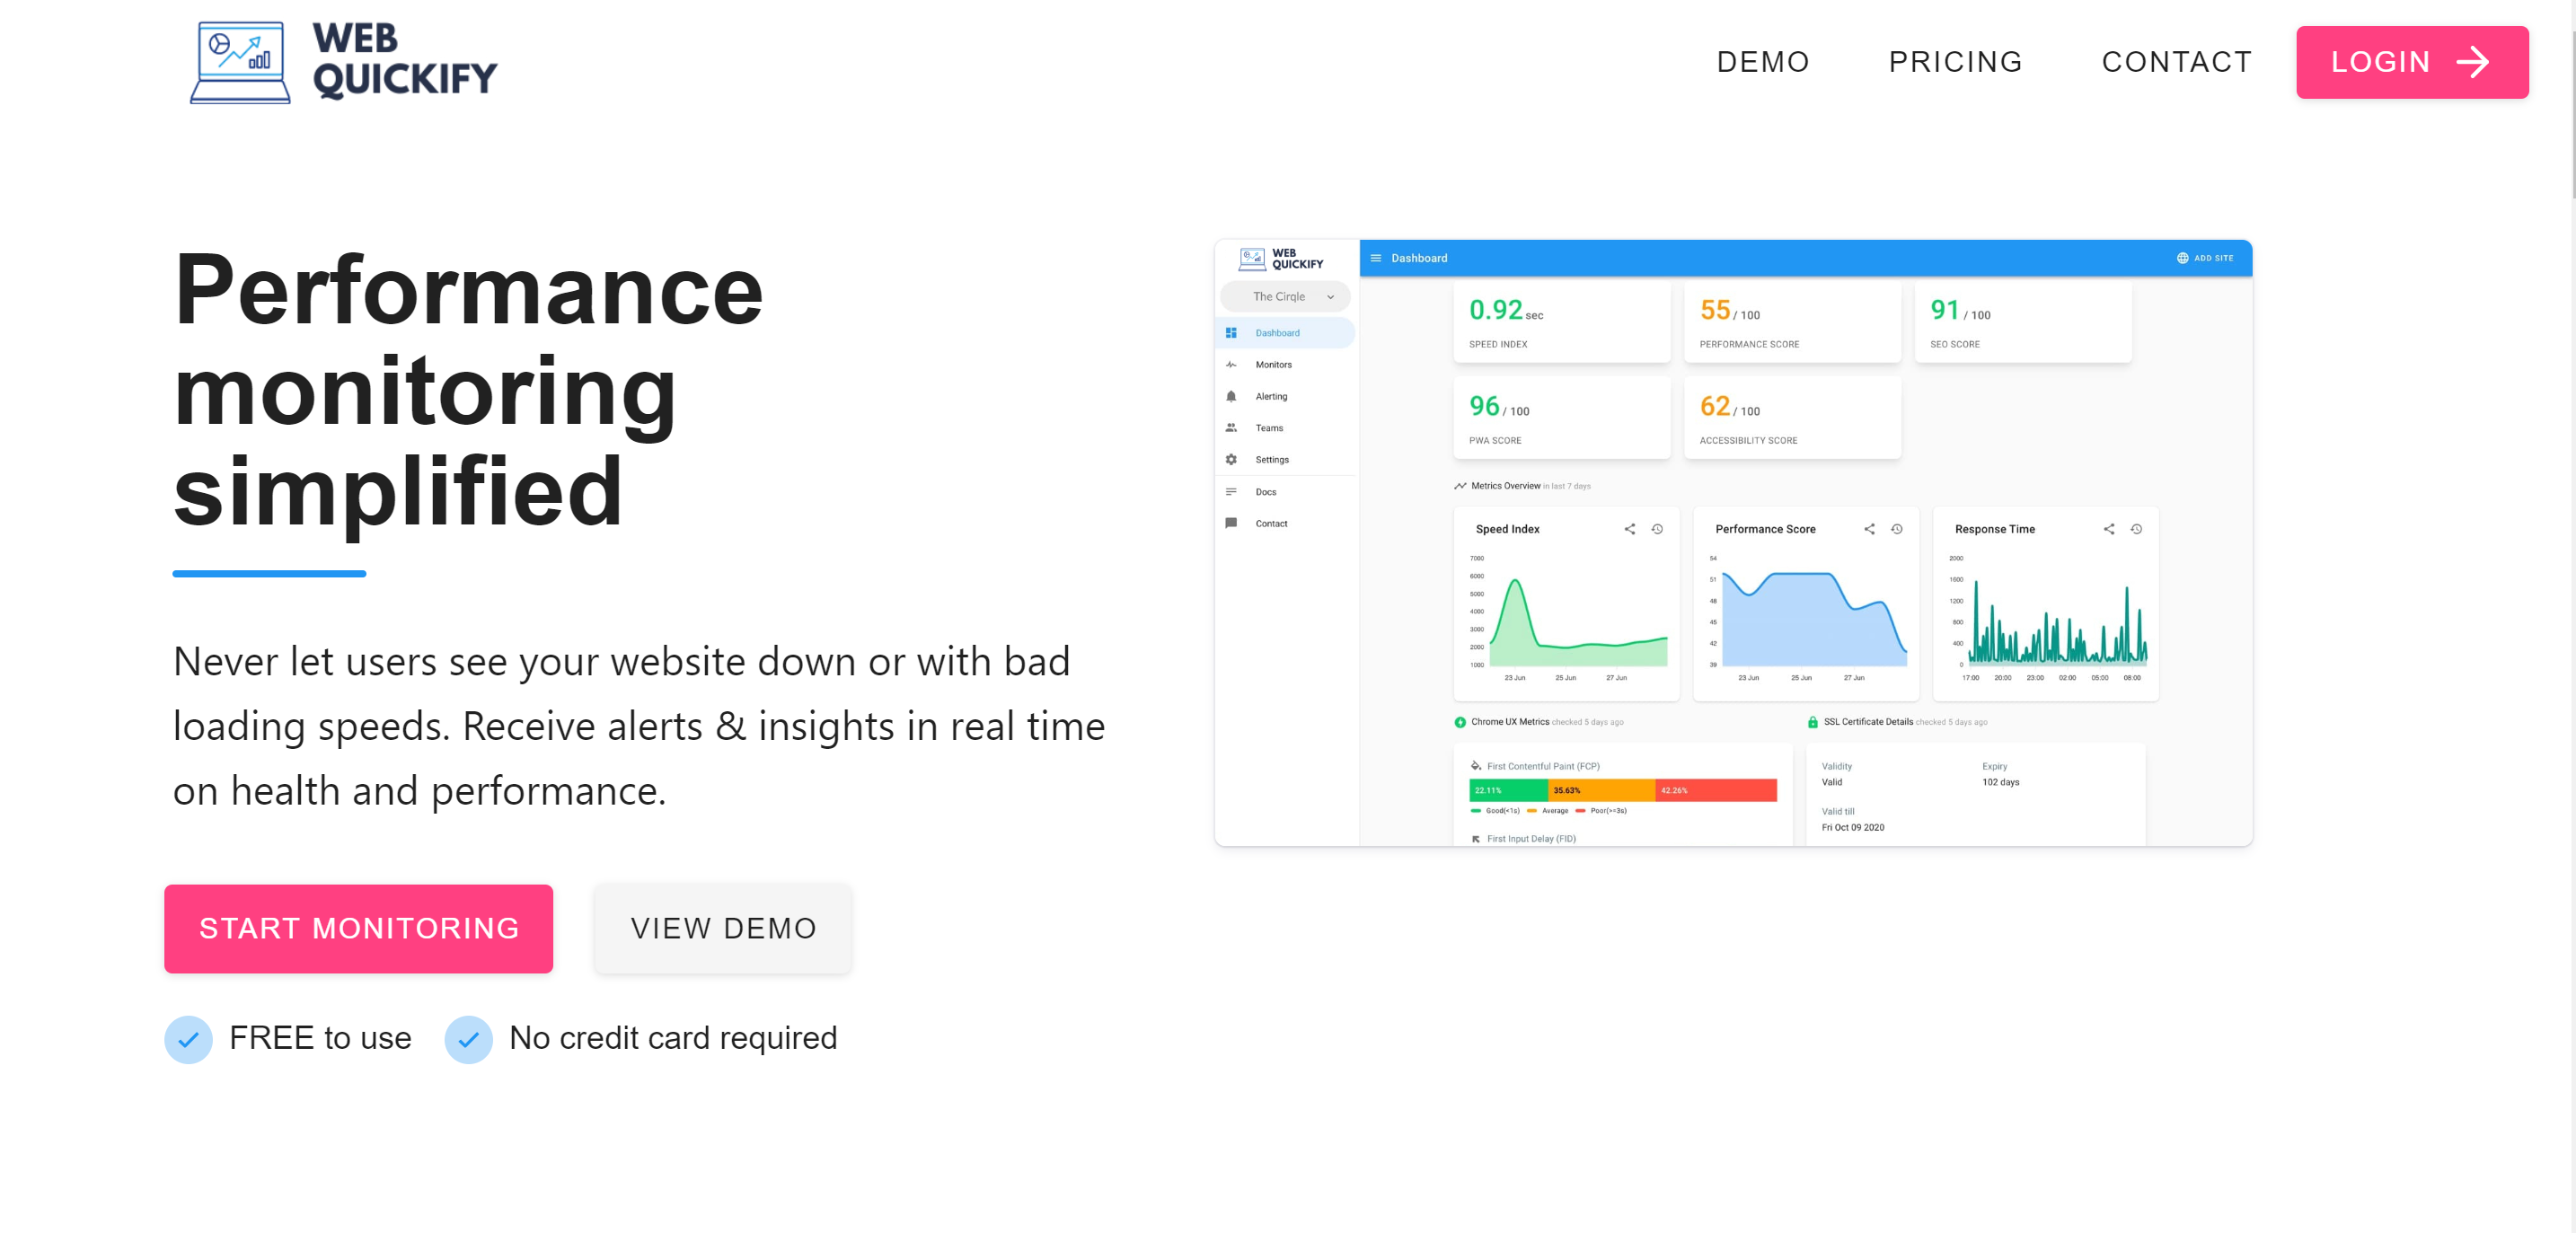 WEB
QUICKIFY
DEMO
PRICING
CONTACT
LOGIN
Performance
monitoring
simplified
Never let users see your website down or with bad
loading speeds. Receive alerts & insights in real time
on health and performance.
START MONITORING
VIEW DEMO
FREE to use
No credit card required
WEB
QUICKIFY
The Cirqle
Dashboard
Monitors
Alerting
Teams
Settings
Docs
Contact
Dashboard
ADD SITE
0.92 sec
SPEED INDEX
55 / 100
PERFORMANCE SCORE
91 / 100
SEO SCORE
96 / 100
PWA SCORE
62 / 100
ACCESSIBILITY SCORE
Metrics Overview in last 7 days
Speed Index
7000
6000
5000
4000
3000
2000
1000
23 Jun 25 Jun 27 Jun
Performance Score
54
51
48
45
42
39
23 Jun 25 Jun 27 Jun
Response Time
2000
1600
1200
800
400
0
17:00 20:00 23:00 02:00 05:00 08:00
Chrome UX Metrics checked 5 days ago
First Contentful Paint (FCP)
22.11% 35.63% 42.26%
Good(<1s) Average Poor(>=3s)
First Input Delay (FID)
SSL Certificate Details checked 5 days ago
Validity Expiry
Valid 102 days
Valid till
Fri Oct 09 2020